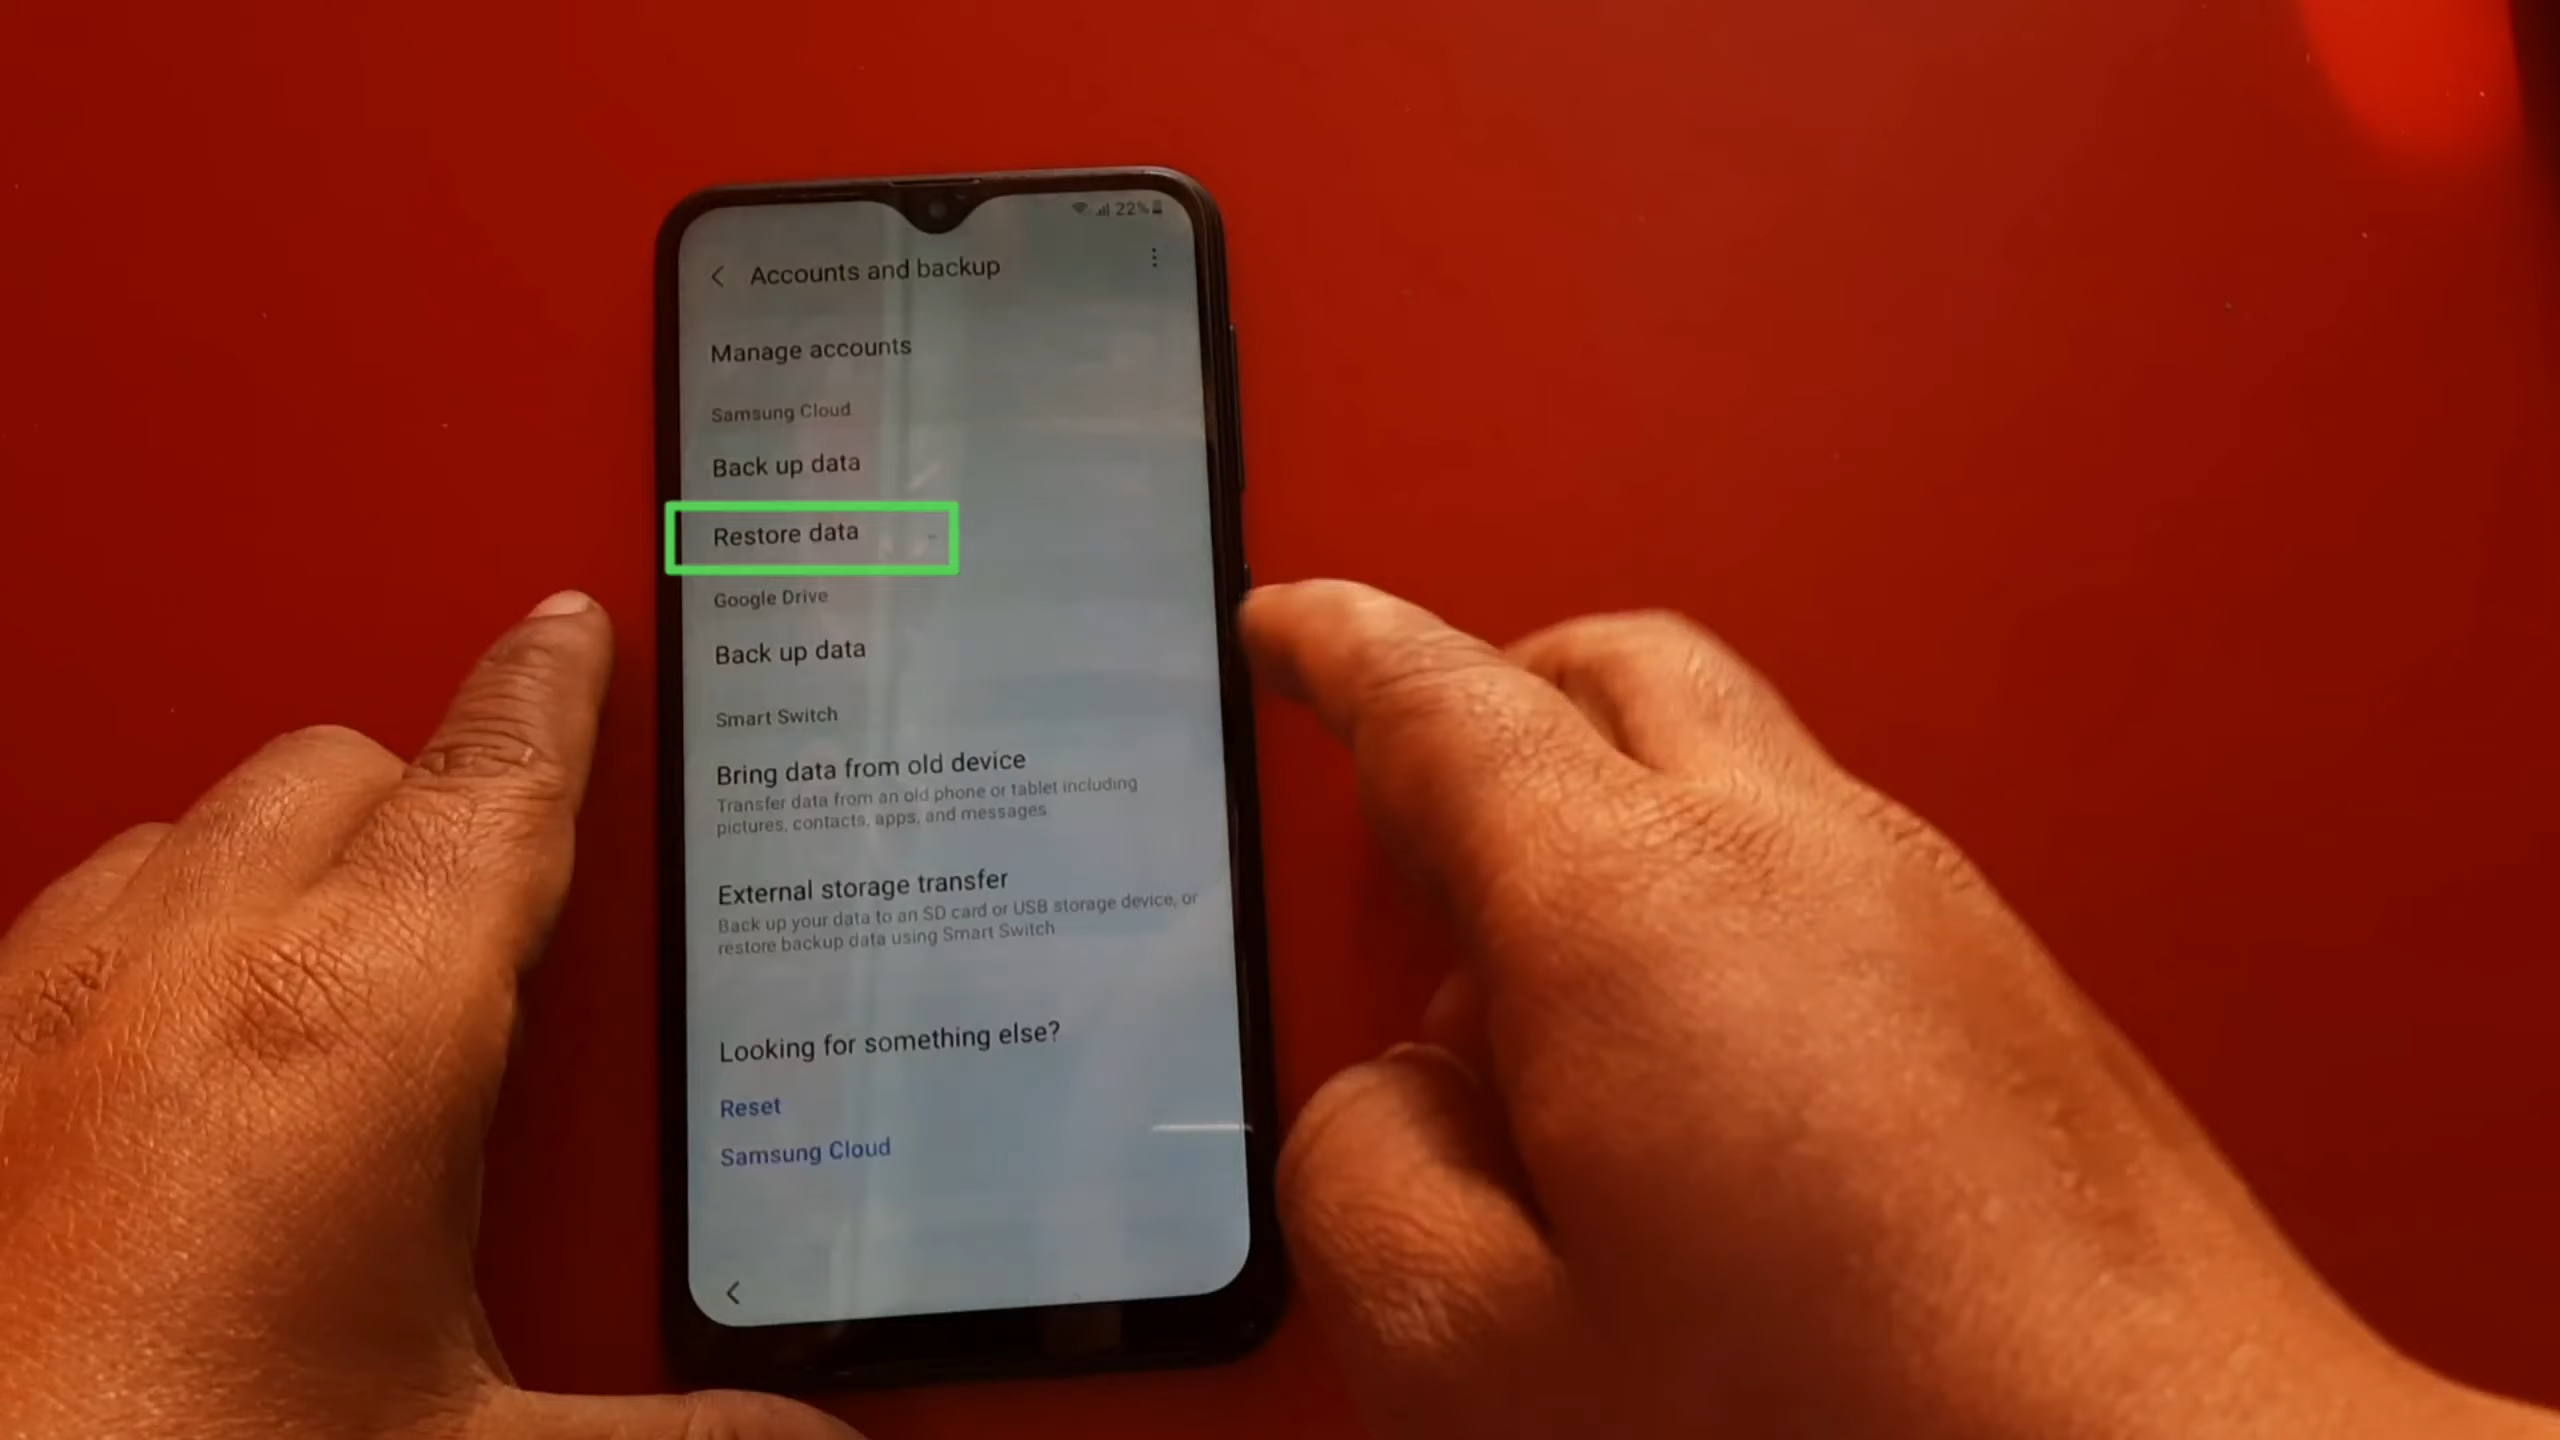 22%
Accounts and backup
Manage accounts
Samsung Cloud
Back up data
Restore data
Google Drive
Back up data
Smart Switch
Bring data from old device
Transfer data from an old phone or tablet including
pictures, contacts, apps, and messages
External storage transfer
Back up your data to an SD card or USB storage device, or
restore backup data using Smart Switch
Looking for something else?
Reset
Samsung Cloud